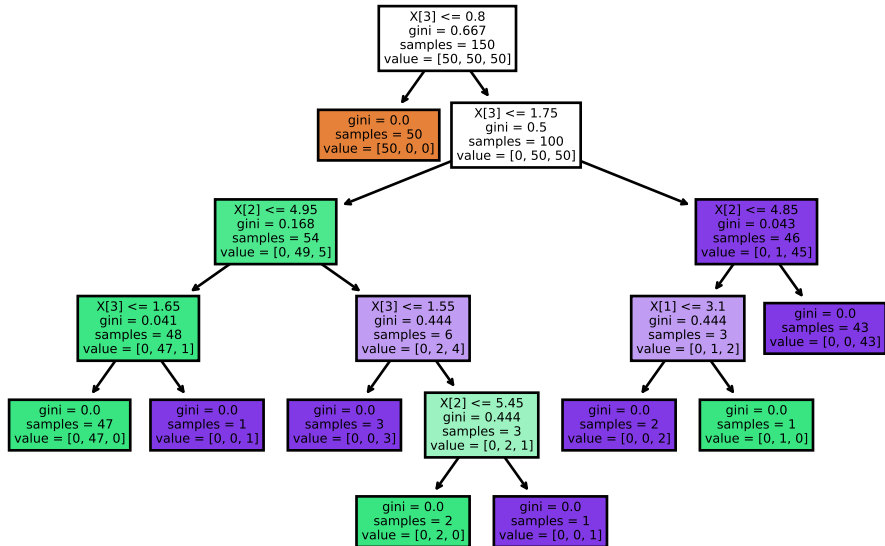 X[3] <= 0.8
gini = 0.667
samples = 150
value = [50, 50, 50]
gini = 0.0
samples = 50
value = [50, 0, 0]
X[3] <= 1.75
gini = 0.5
samples = 100
value = [0, 50, 50]
X[2] <= 4.95
gini = 0.168
samples = 54
value = [0, 49, 5]
X[2] <= 4.85
gini = 0.043
samples = 46
value = [0, 1, 45]
X[3] <= 1.65
gini = 0.041
samples = 48
value = [0, 47, 1]
X[3] <= 1.55
gini = 0.444
samples = 6
value = [0, 2, 4]
X[1] <= 3.1
gini = 0.444
samples = 3
value = [0, 1, 2]
gini = 0.0
samples = 43
value = [0, 0, 43]
gini = 0.0
samples = 47
value = [0, 47, 0]
gini = 0.0
samples = 1
value = [0, 0, 1]
gini = 0.0
samples = 3
value = [0, 0, 3]
X[2] <= 5.45
gini = 0.444
samples = 3
value = [0, 2, 1]
gini = 0.0
samples = 2
value = [0, 0, 2]
gini = 0.0
samples = 1
value = [0, 1, 0]
gini = 0.0
samples = 2
value = [0, 2, 0]
gini = 0.0
samples = 1
value = [0, 0, 1]